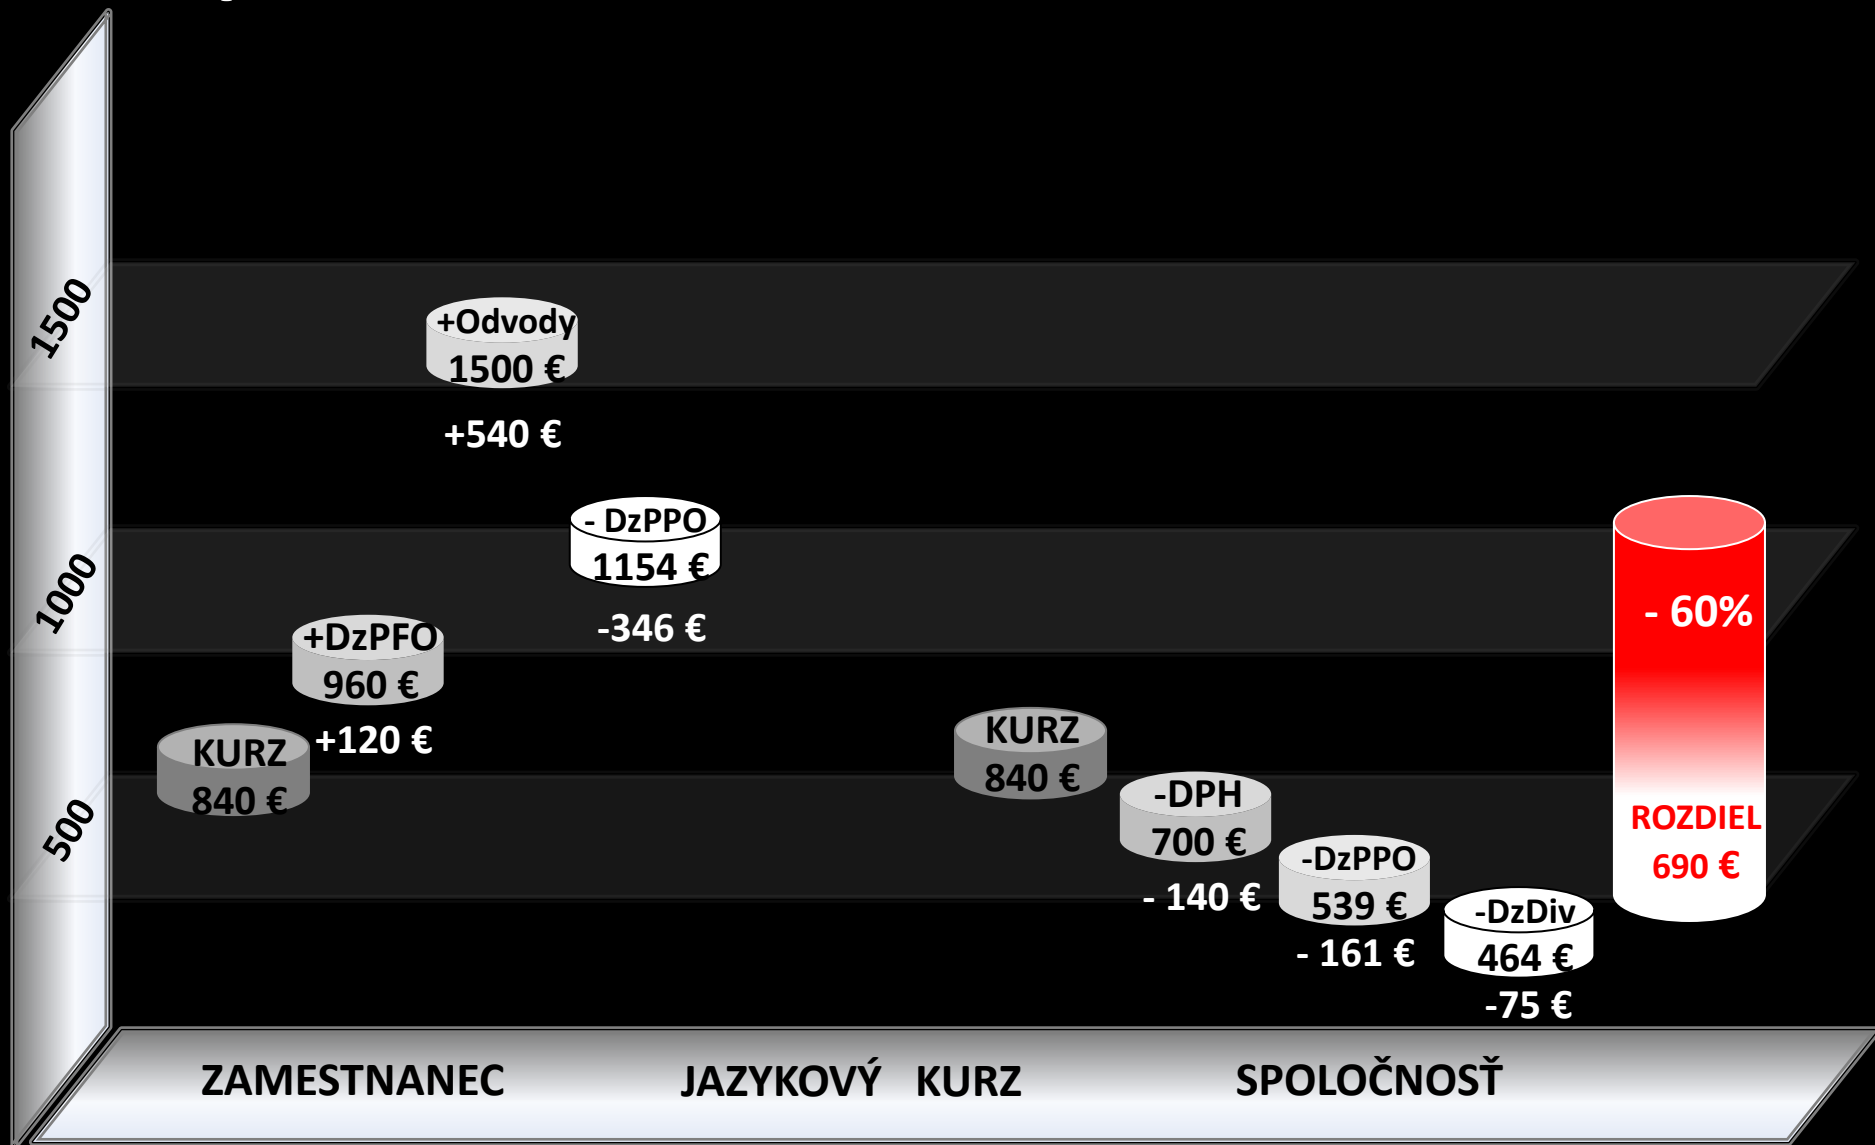 1500
1000
500
+Odvody
1500 €
+540 €
- DzPPO
1154 €
-346 €
+DzPFO
960 €
+120 €
KURZ
840 €
KURZ
840 €
-DPH
700 €
- 140 €
-DzPPO
539 €
- 161 €
-DzDiv
464 €
-75 €
- 60%
ROZDIEL
690 €
ZAMESTNANEC
JAZYKOVÝ KURZ
SPOLOČNOSŤ